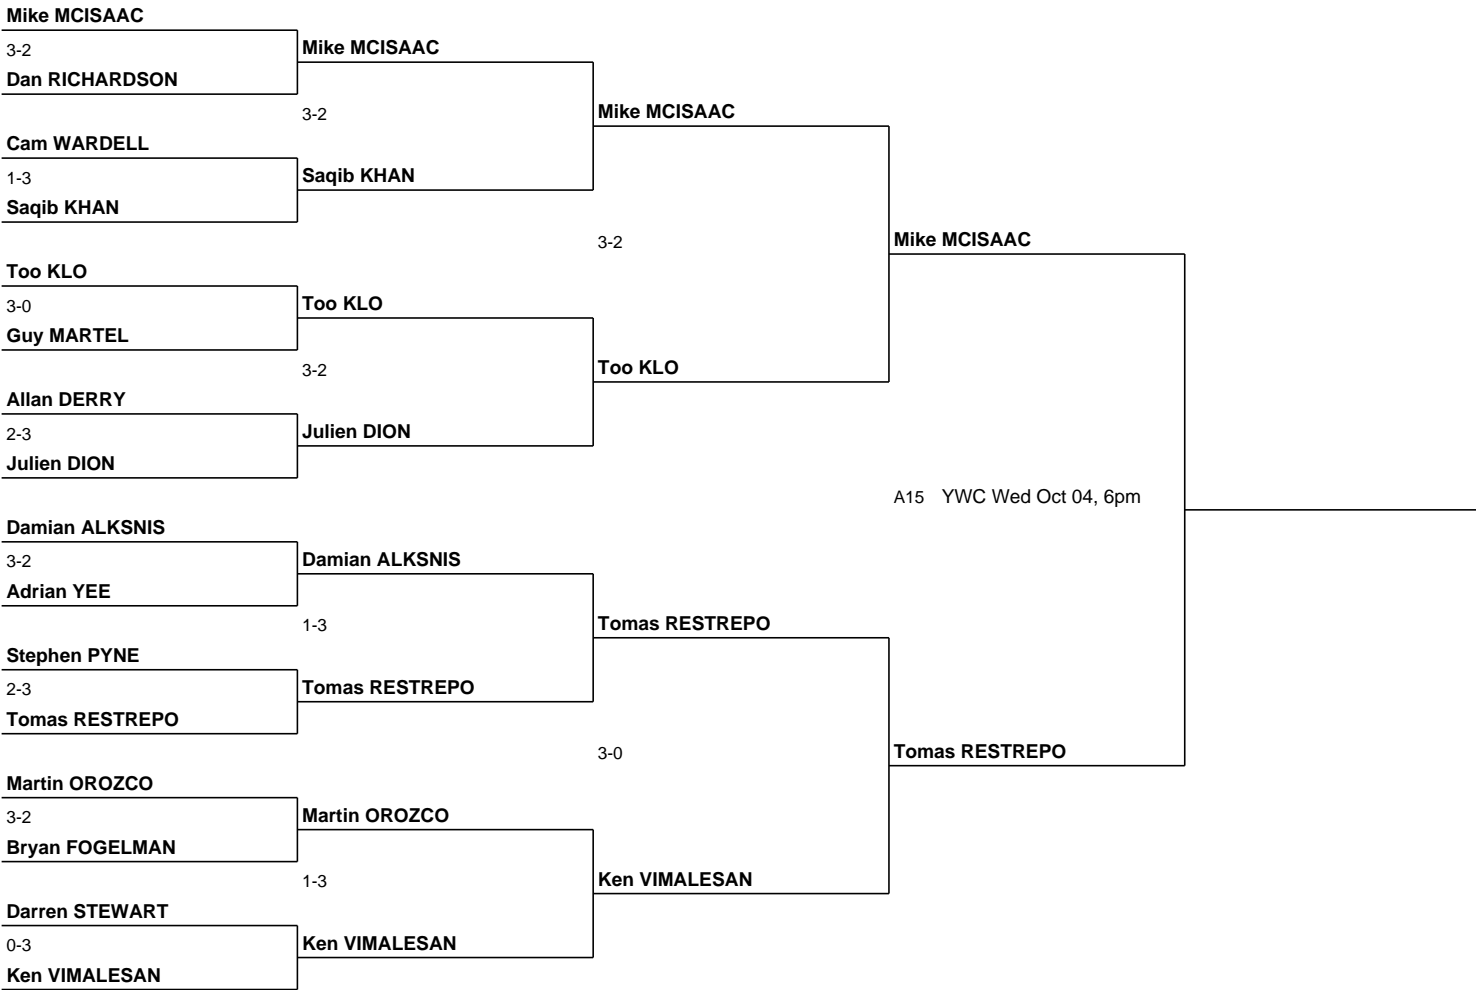 Mike MCISAAC
3-2
Dan RICHARDSON
Cam WARDELL
1-3
Saqib KHAN
Too KLO
3-0
Guy MARTEL
Allan DERRY
2-3
Julien DION
Damian ALKSNIS
3-2
Adrian YEE
Stephen PYNE
2-3
Tomas RESTREPO
Martin OROZCO
3-2
Bryan FOGELMAN
Darren STEWART
0-3
Ken VIMALESAN
Mike MCISAAC
3-2
Saqib KHAN
Too KLO
3-2
Julien DION
Damian ALKSNIS
1-3
Tomas RESTREPO
Martin OROZCO
1-3
Ken VIMALESAN
Mike MCISAAC
3-2
Too KLO
Tomas RESTREPO
3-0
Ken VIMALESAN
Mike MCISAAC
A15 YWC Wed Oct 04, 6pm
Tomas RESTREPO